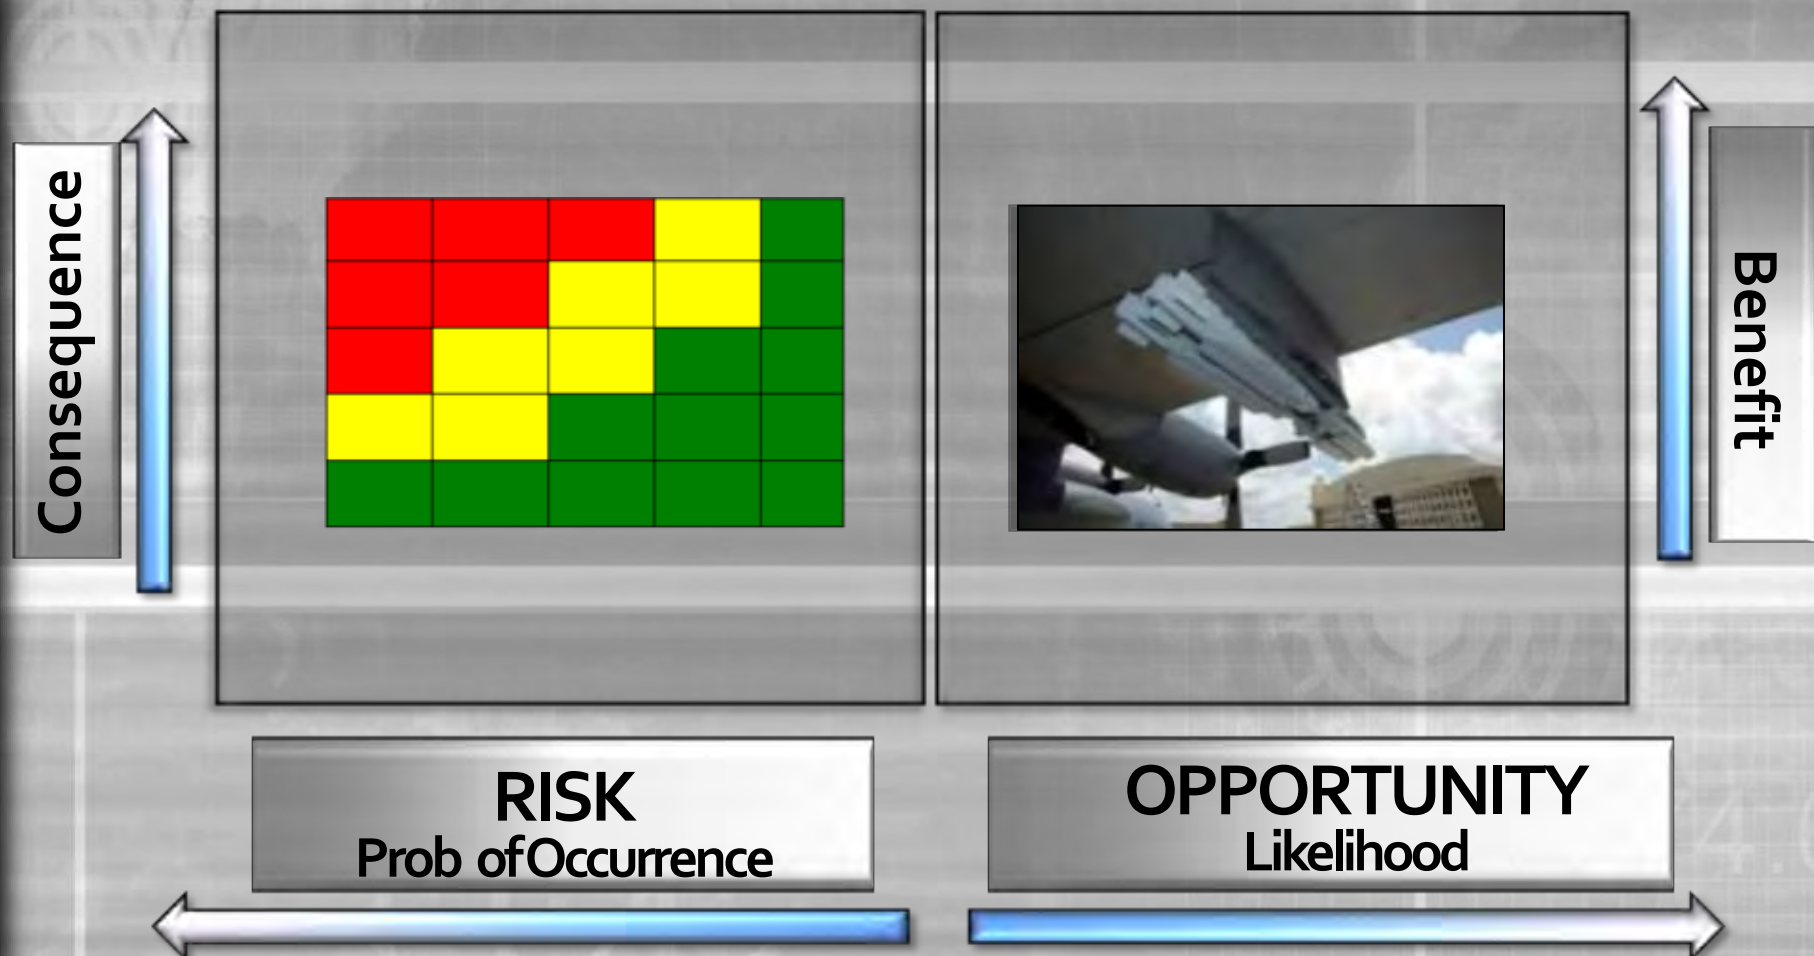 Consequence
Benefit
RISK
Prob of Occurrence
OPPORTUNITY
Likelihood